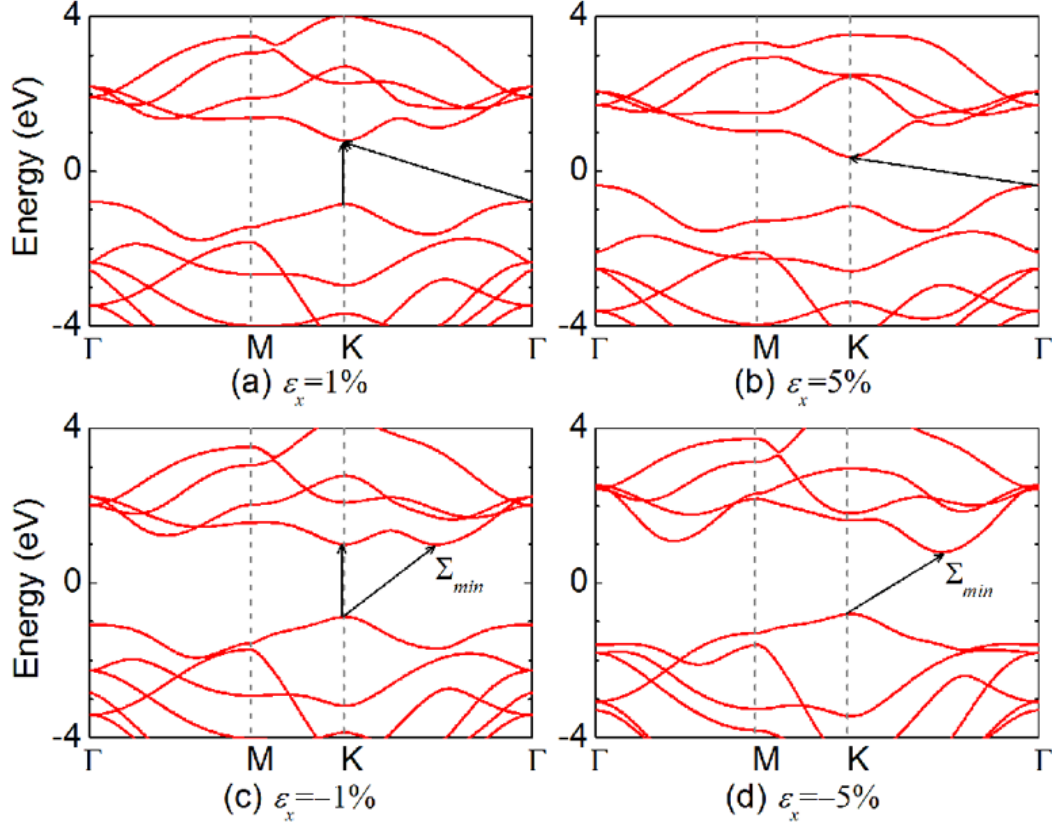 4
4
Energy (eV)
0
0
-4
-4
Γ
M
K
Γ
Γ
M
K
Γ
(a) εx=1%
(b) εx=5%
4
4
Energy (eV)
0
0
Σmin
Σmin
-4
-4
Γ
M
K
Γ
Γ
M
K
Γ
(c) εx=–1%
(d) εx=–5%